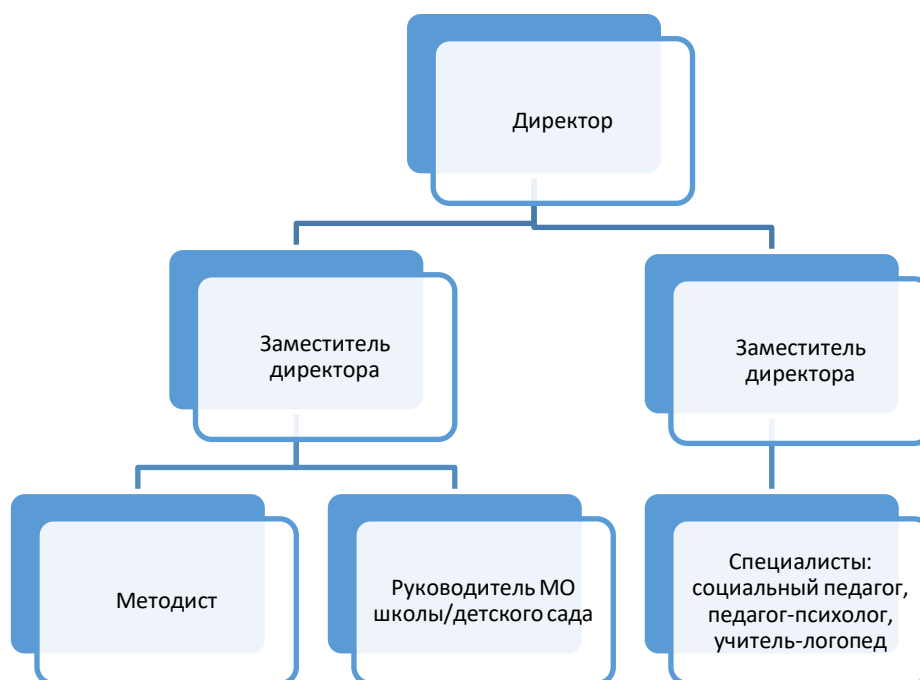 Директор
Заместитель
директора
Заместитель
директора
Методист
Руководитель МО
школы/детского сада
Специалисты:
социальный педагог,
педагог-психолог,
учитель-логопед